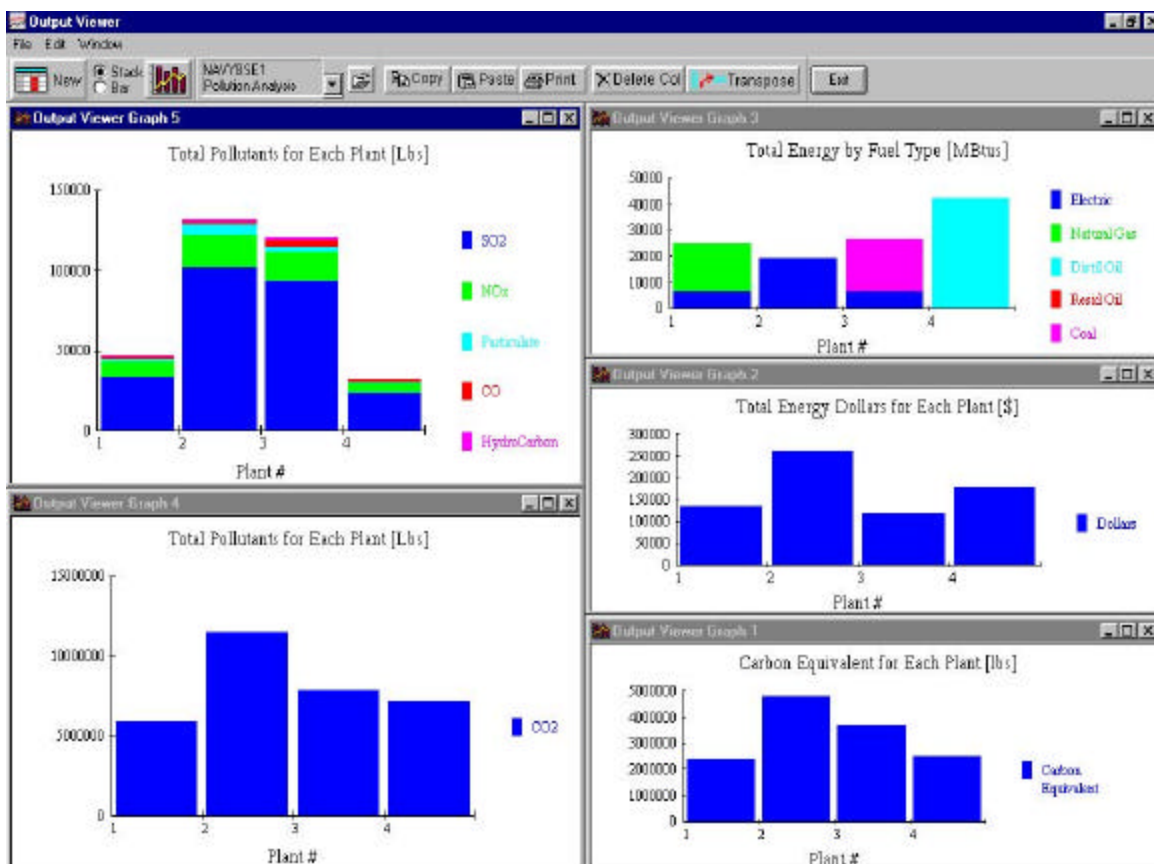 Output Viewer
File Edit Window
New
Stack
Bar
NAVYBSE1
Pollution Analysis
Copy
Paste
Print
Delete Col
Transpose
Exit
Output Viewer Graph 5
Total Pollutants for Each Plant [Lbs]
150000
100000
50000
0
1 2 3 4
Plant #
SO2
NOx
Particulate
CO
HydroCarbon
Output Viewer Graph 4
Total Pollutants for Each Plant [Lbs]
15000000
10000000
5000000
0
1 2 3 4
Plant #
CO2
Output Viewer Graph 3
Total Energy by Fuel Type [MBtus]
50000
40000
30000
20000
10000
0
1 2 3 4
Plant #
Electric
Natural Gas
Distil Oil
Resid Oil
Coal
Output Viewer Graph 2
Total Energy Dollars for Each Plant [$]
300000
250000
200000
150000
100000
50000
0
1 2 3 4
Plant #
Dollars
Output Viewer Graph 1
Carbon Equivalent for Each Plant [lbs]
5000000
4000000
3000000
2000000
1000000
0
1 2 3 4
Plant #
Carbon
Equivalent